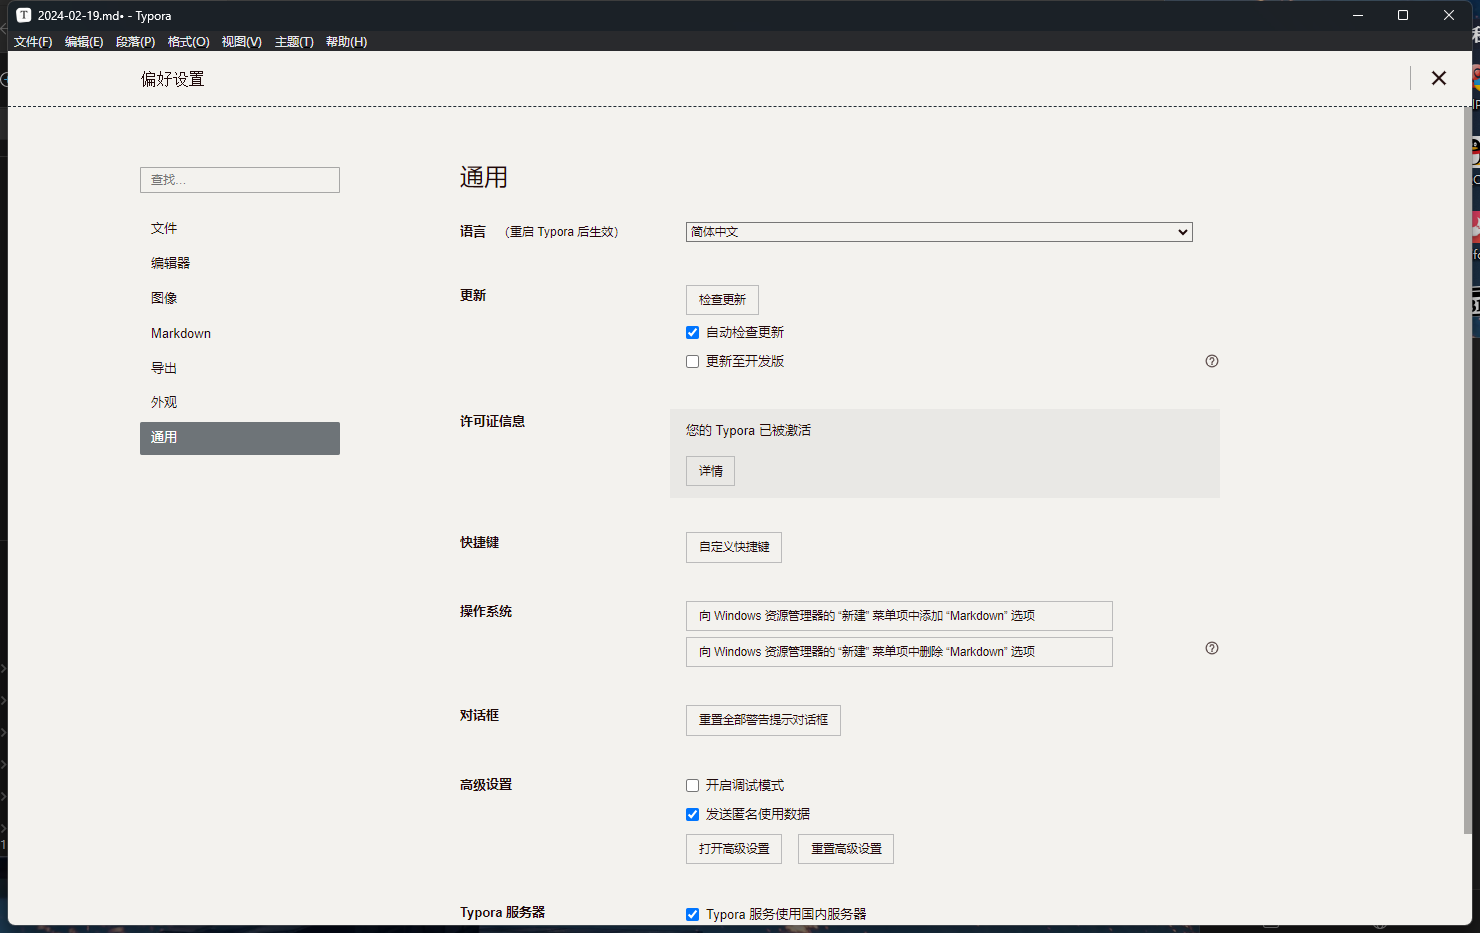 2024-02-19.md• - Typora
文件(F) 编辑(E) 段落(P) 格式(O) 视图(V) 主题(T) 帮助(H)
偏好设置
查找...
文件
编辑器
图像
Markdown
导出
外观
通用
通用
语言 （重启 Typora 后生效） 简体中文
更新 检查更新
自动检查更新
更新至开发版
许可证信息 您的 Typora 已被激活
详情
快捷键 自定义快捷键
操作系统 向 Windows 资源管理器的 “新建” 菜单项中添加 “Markdown” 选项
向 Windows 资源管理器的 “新建” 菜单项中删除 “Markdown” 选项
对话框 重置全部警告提示对话框
高级设置 开启调试模式
发送匿名使用数据
打开高级设置 重置高级设置
Typora 服务器 Typora 服务使用国内服务器